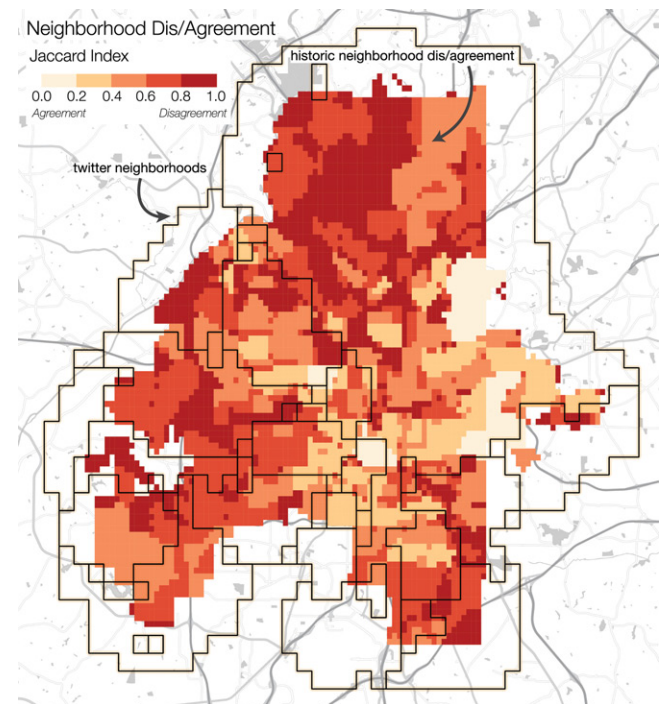 Neighborhood Dis/Agreement
Jaccard Index
historic neighborhood dis/agreement
0.0 0.2 0.4 0.6 0.8 1.0
Agreement Disagreement
twitter neighborhoods